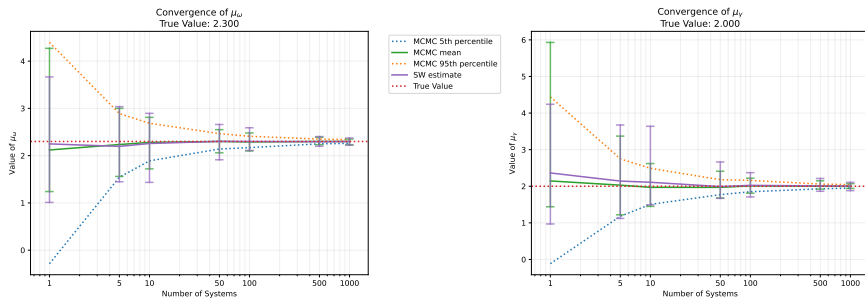 Convergence of μω
True Value: 2.300
Value of μω
4
3
2
1
0
1
5
10
50
100
500
1000
Number of Systems
MCMC 5th percentile
MCMC mean
MCMC 95th percentile
SW estimate
True Value
Convergence of μγ
True Value: 2.000
Value of μγ
6
5
4
3
2
1
0
1
5
10
50
100
500
1000
Number of Systems